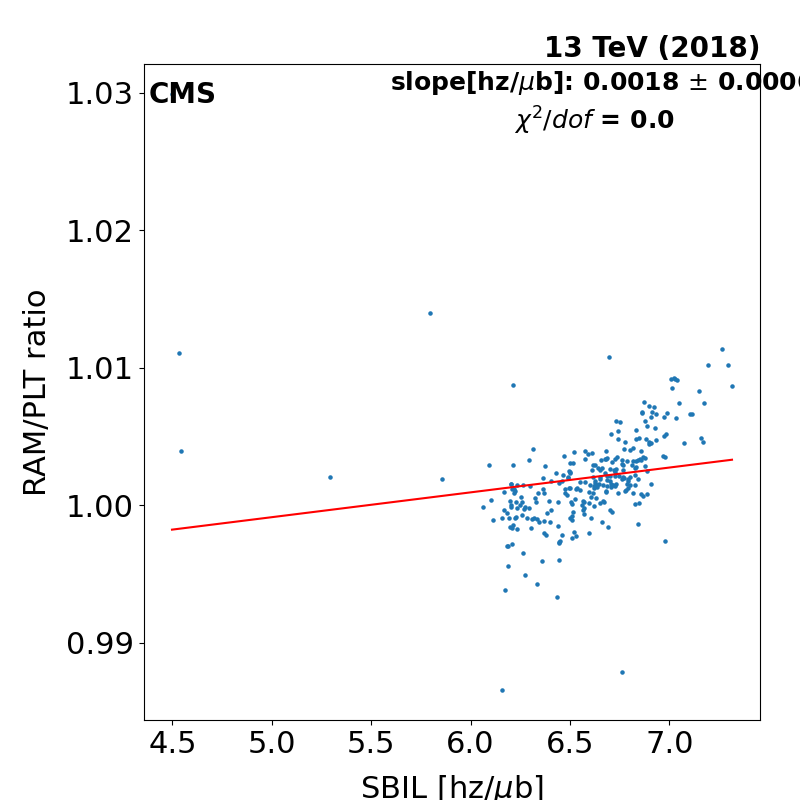 13 TeV (2018)
CMS
slope[hz/μb]: 0.0018 ± 0.000
χ²/dof = 0.0
1.03
1.02
1.01
1.00
0.99
RAM/PLT ratio
4.5 5.0 5.5 6.0 6.5 7.0
SBIL [hz/μb]